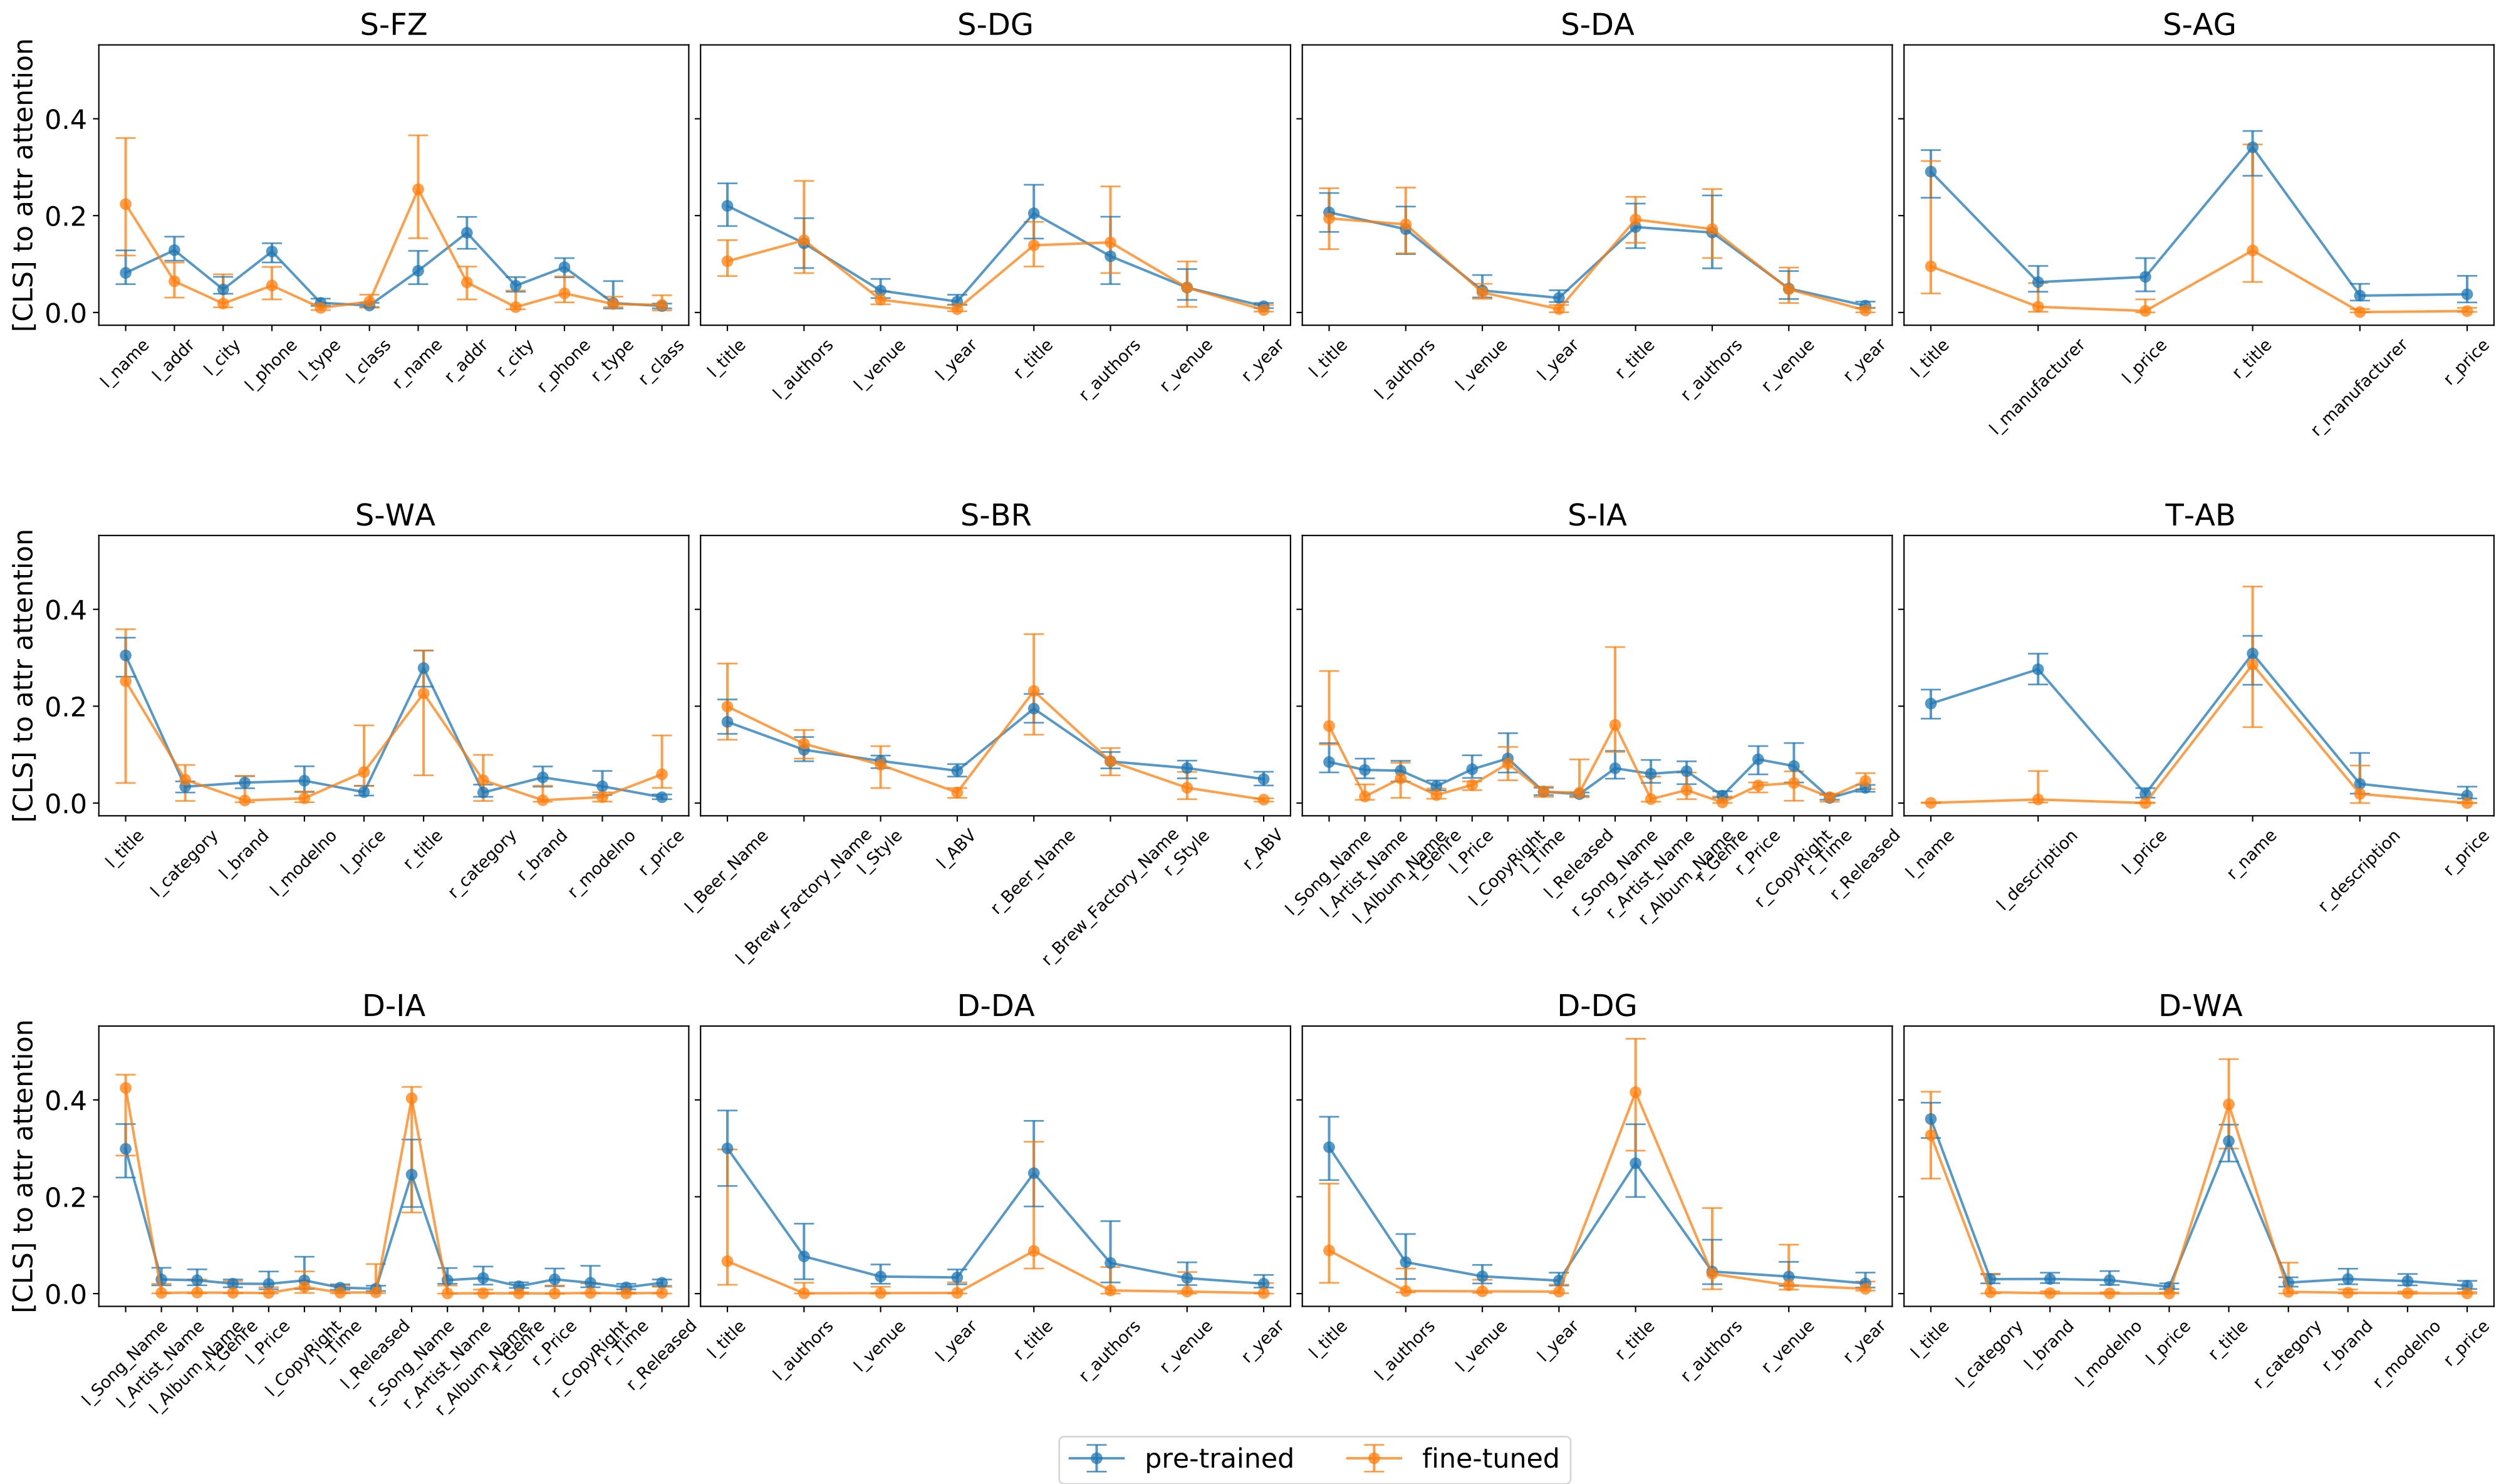 S-FZ
S-DG
S-DA
S-AG
[CLS] to attr attention
0.4
0.2
0.0
l_name l_addr l_city l_phone l_type l_class r_name r_addr r_city r_phone r_type r_class
l_title l_authors l_venue l_year r_title r_authors r_venue r_year
l_title l_authors l_venue l_year r_title r_authors r_venue r_year
l_title l_manufacturer l_price r_title r_manufacturer r_price
S-WA
S-BR
S-IA
T-AB
[CLS] to attr attention
0.4
0.2
0.0
l_title l_category l_brand l_modelno l_price r_title r_category r_brand r_modelno r_price
l_Beer_Name l_Brew_Factory_Name l_Style l_ABV r_Beer_Name r_Brew_Factory_Name r_Style r_ABV
l_Song_Name l_Artist_Name l_Album_Name r_Genre l_Price l_CopyRight l_Time l_Released r_Song_Name r_Artist_Name r_Album_Name r_Genre r_Price r_CopyRight r_Time r_Released
l_name l_description l_price r_name r_description r_price
D-IA
D-DA
D-DG
D-WA
[CLS] to attr attention
0.4
0.2
0.0
l_Song_Name l_Artist_Name l_Album_Name r_Genre l_Price l_CopyRight l_Time l_Released r_Song_Name r_Artist_Name r_Album_Name r_Genre r_Price r_CopyRight r_Time r_Released
l_title l_authors l_venue l_year r_title r_authors r_venue r_year
l_title l_authors l_venue l_year r_title r_authors r_venue r_year
l_title l_category l_brand l_modelno l_price r_title r_category r_brand r_modelno r_price
pre-trained
fine-tuned